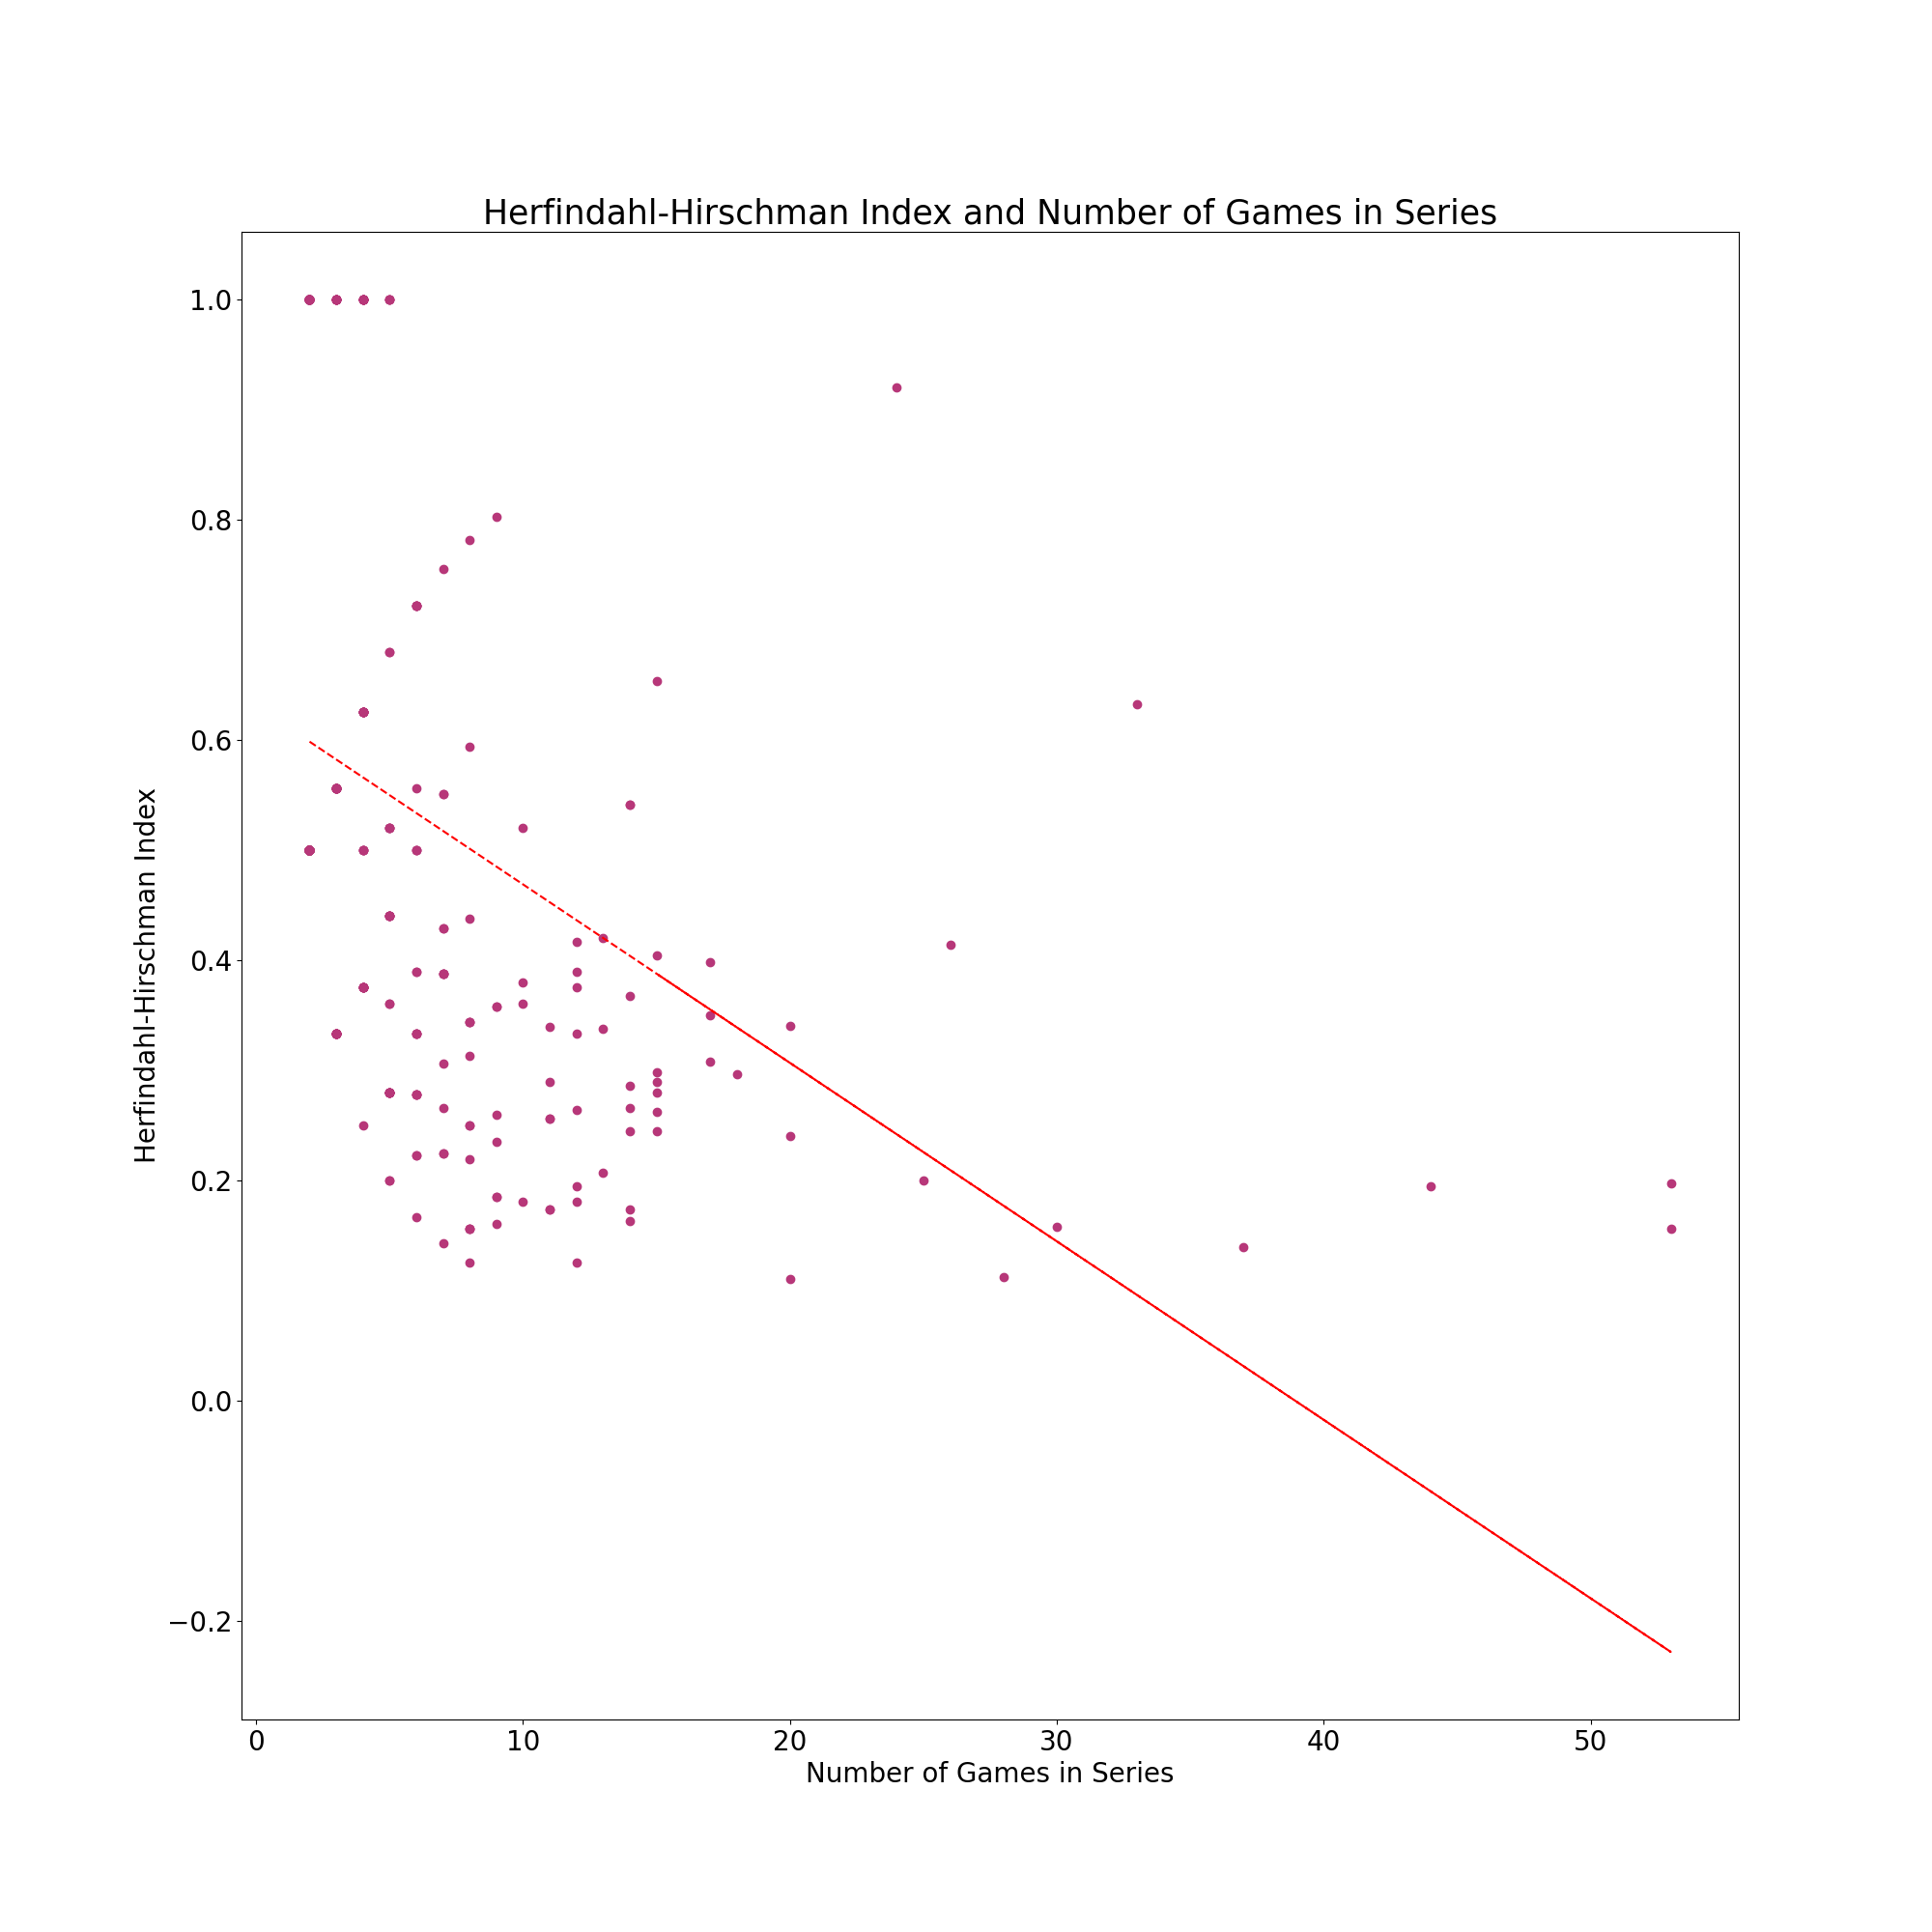 Herfindahl-Hirschman Index and Number of Games in Series
1.0
0.8
0.6
0.4
0.2
0.0
−0.2
Herfindahl-Hirschman Index
0 10 20 30 40 50
Number of Games in Series